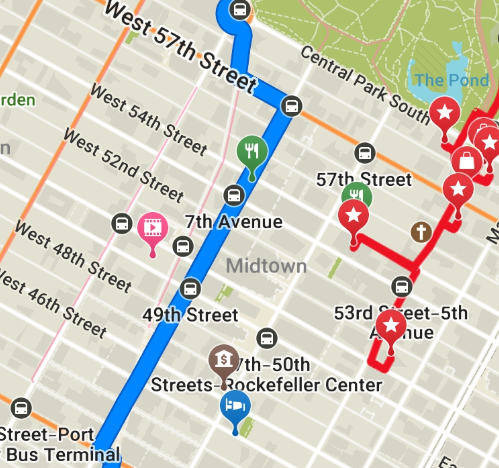 West 57th Street
Central Park South
The Pond
arden
West 54th Street
West 52nd Street
57th Street
n
7th Avenue
M
West 48th Street
Midtown
West 46th Street
49th Street
53rd Street-5th
Avenue
7th-50th
Streets-Rockefeller Center
Street-Port
Bus Terminal
Ea